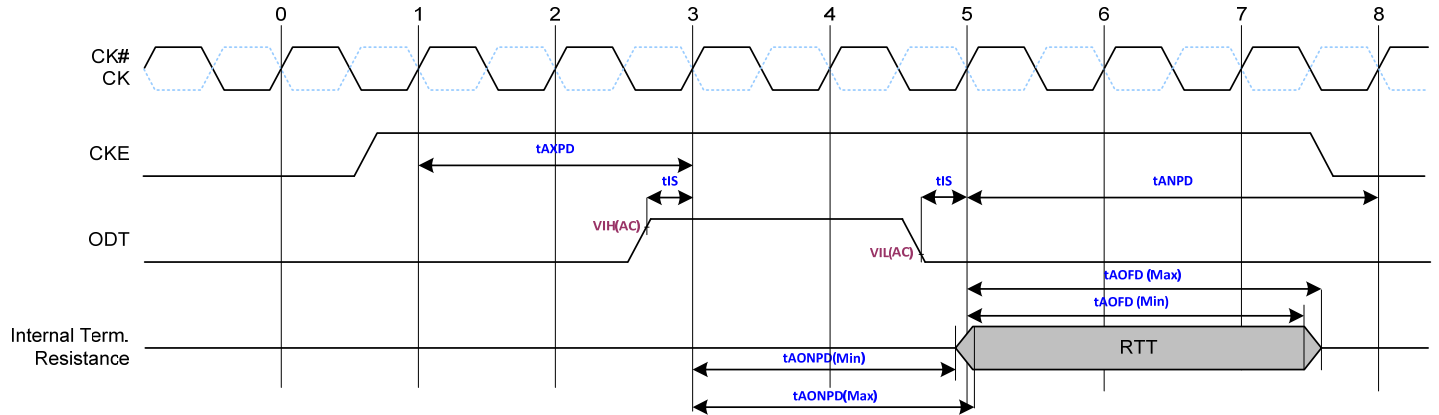 0 1 2 3 4 5 6 7 8
CK#
CK
CKE
tAXPD
tIS
tIS
tANPD
VIH(AC)
ODT
VIL(AC)
tAOFD (Max)
tAOFD (Min)
Internal Term.
Resistance
RTT
tAONPD(Min)
tAONPD(Max)